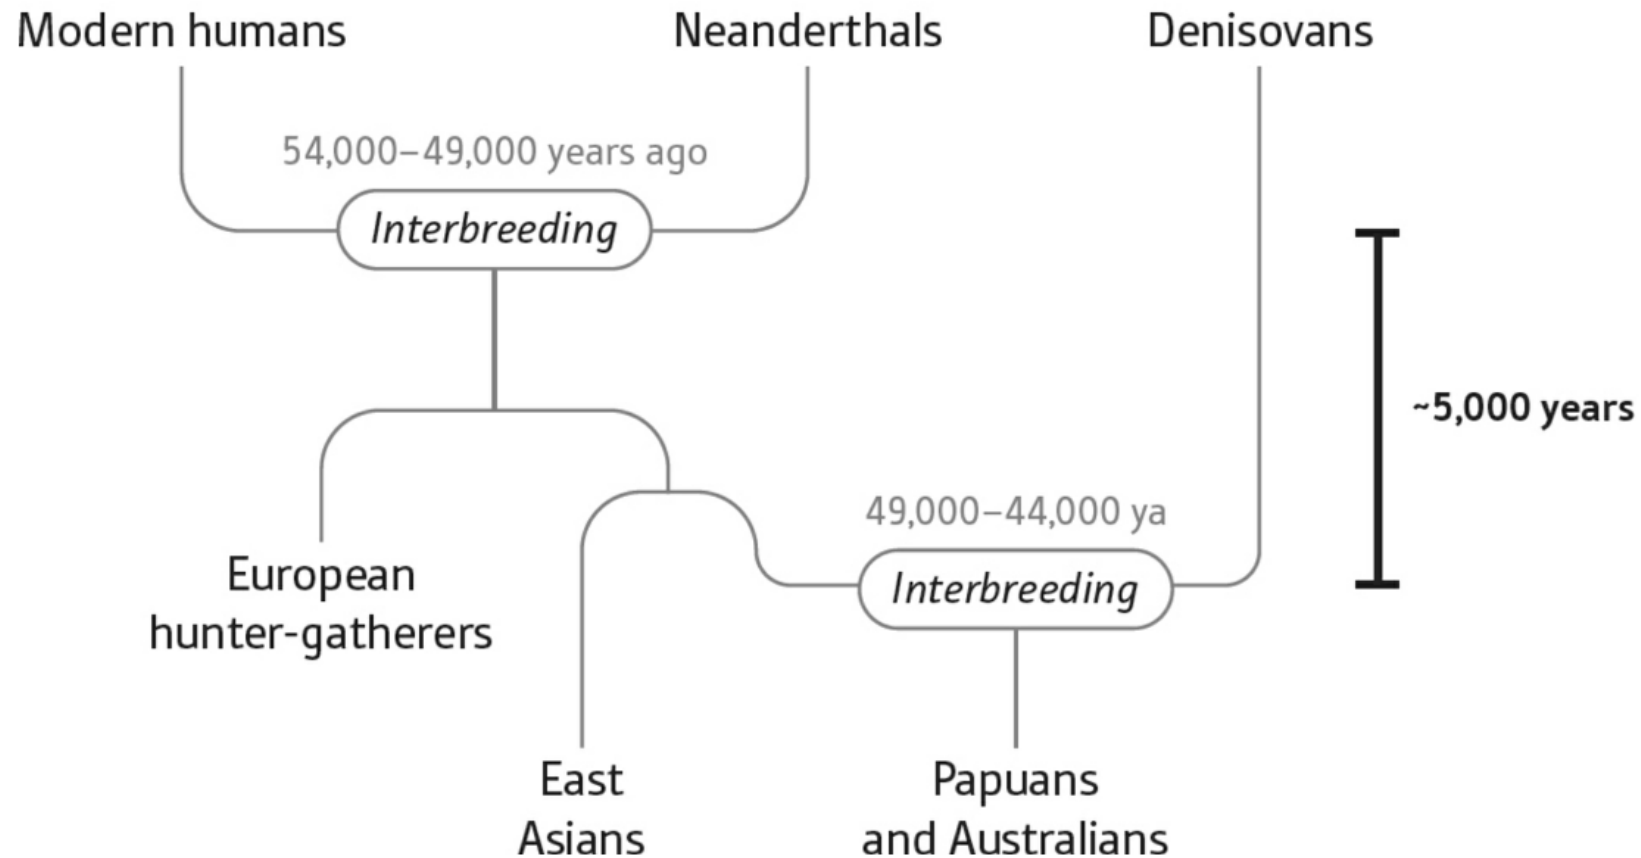 Modern humans
Neanderthals
Denisovans
54,000–49,000 years ago
Interbreeding
~5,000 years
49,000–44,000 ya
Interbreeding
European
hunter-gatherers
East
Asians
Papuans
and Australians